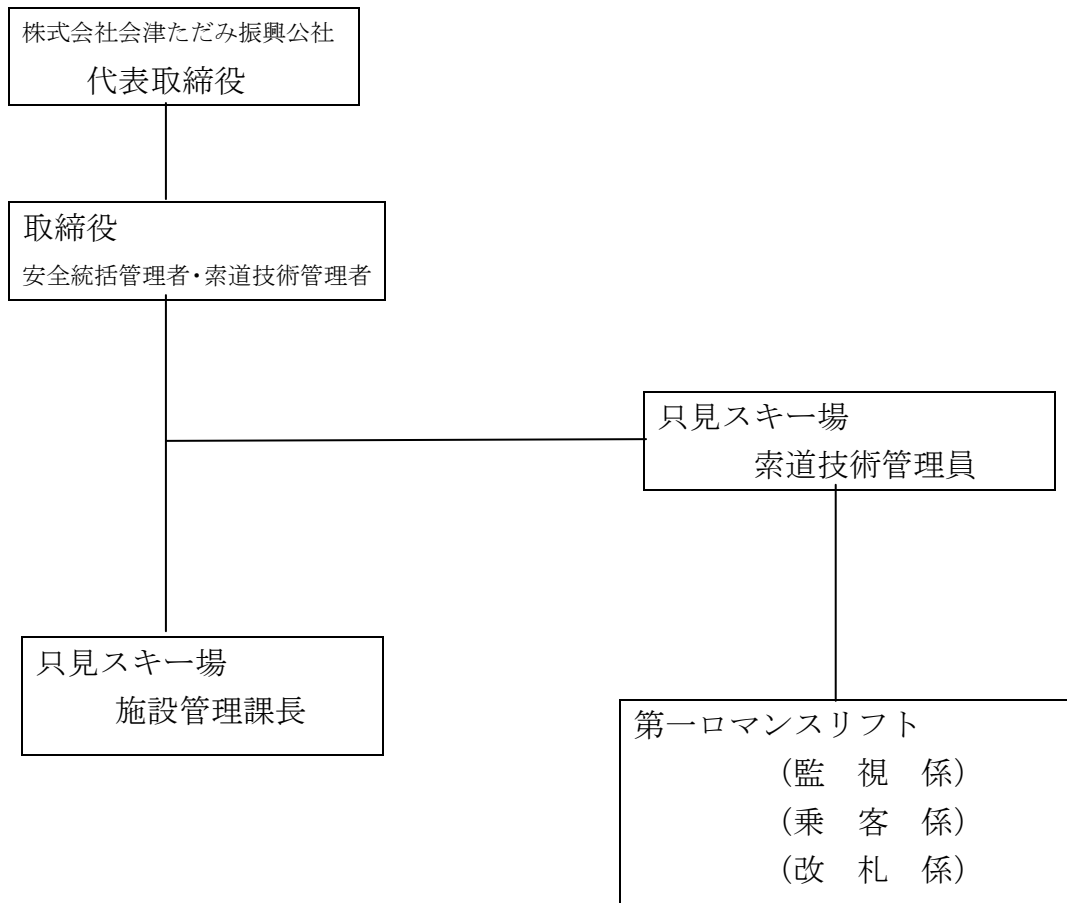 株式会社会津ただみ振興公社
代表取締役
取締役
安全統括管理者・索道技術管理者
只見スキー場
索道技術管理員
只見スキー場
施設管理課長
第一ロマンスリフト
（監　視　係）
（乗　客　係）
（改　札　係）